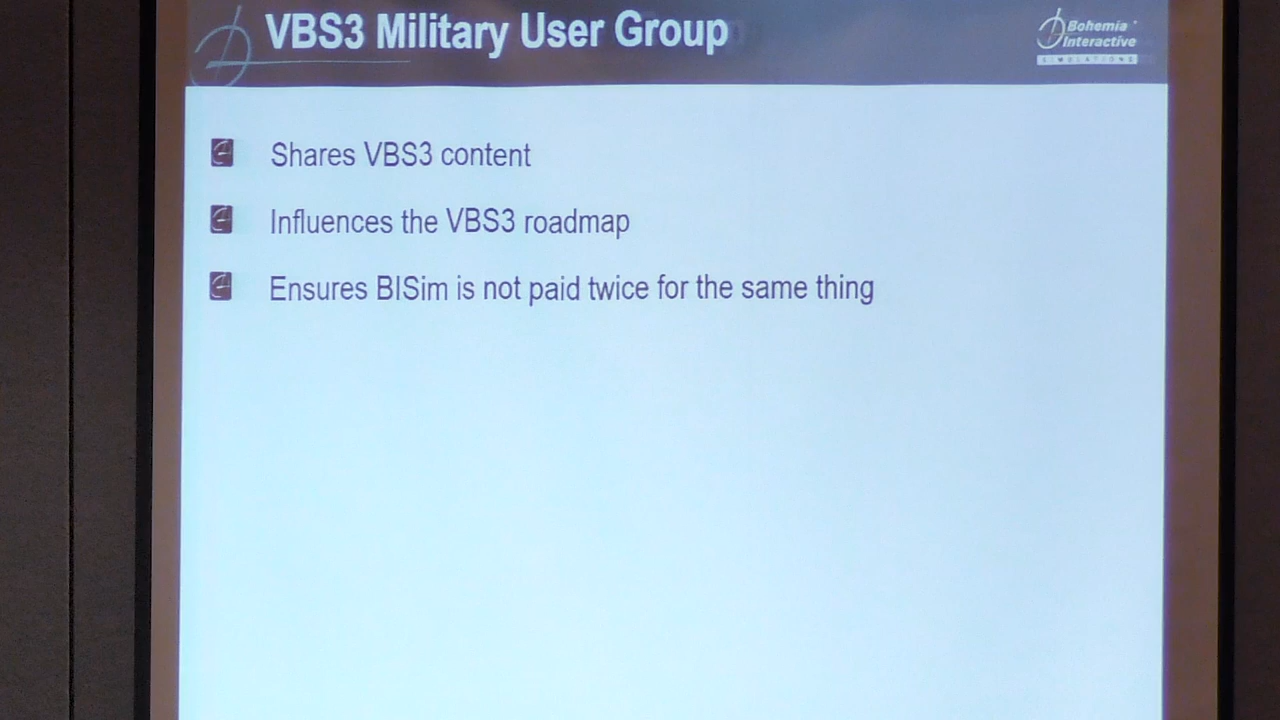 VBS3 Military User Group
Bohemia
Interactive
SIMULATIONS
Shares VBS3 content
Influences the VBS3 roadmap
Ensures BISim is not paid twice for the same thing